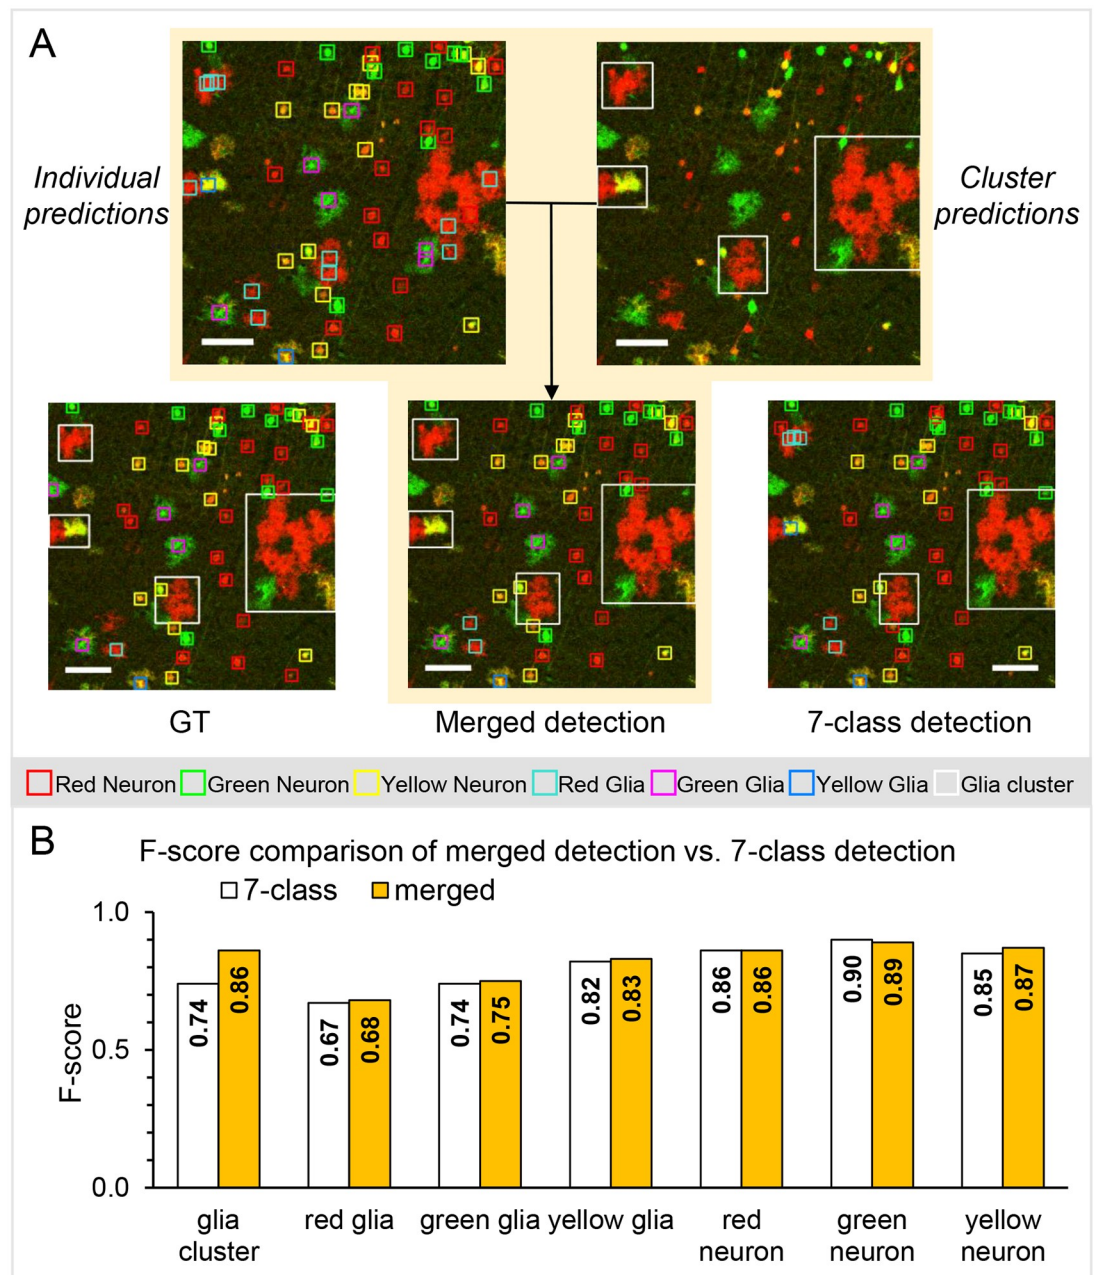 A
Individual
predictions
Cluster
predictions
GT
Merged detection
7-class detection
Red Neuron Green Neuron Yellow Neuron Red Glia Green Glia Yellow Glia Glia cluster
B
F-score comparison of merged detection vs. 7-class detection
7-class merged
F-score
1.0
0.5
0.0
0.74
0.86
0.67
0.68
0.74
0.75
0.82
0.83
0.86
0.86
0.90
0.89
0.85
0.87
glia
cluster
red glia
green glia
yellow glia
red
neuron
green
neuron
yellow
neuron